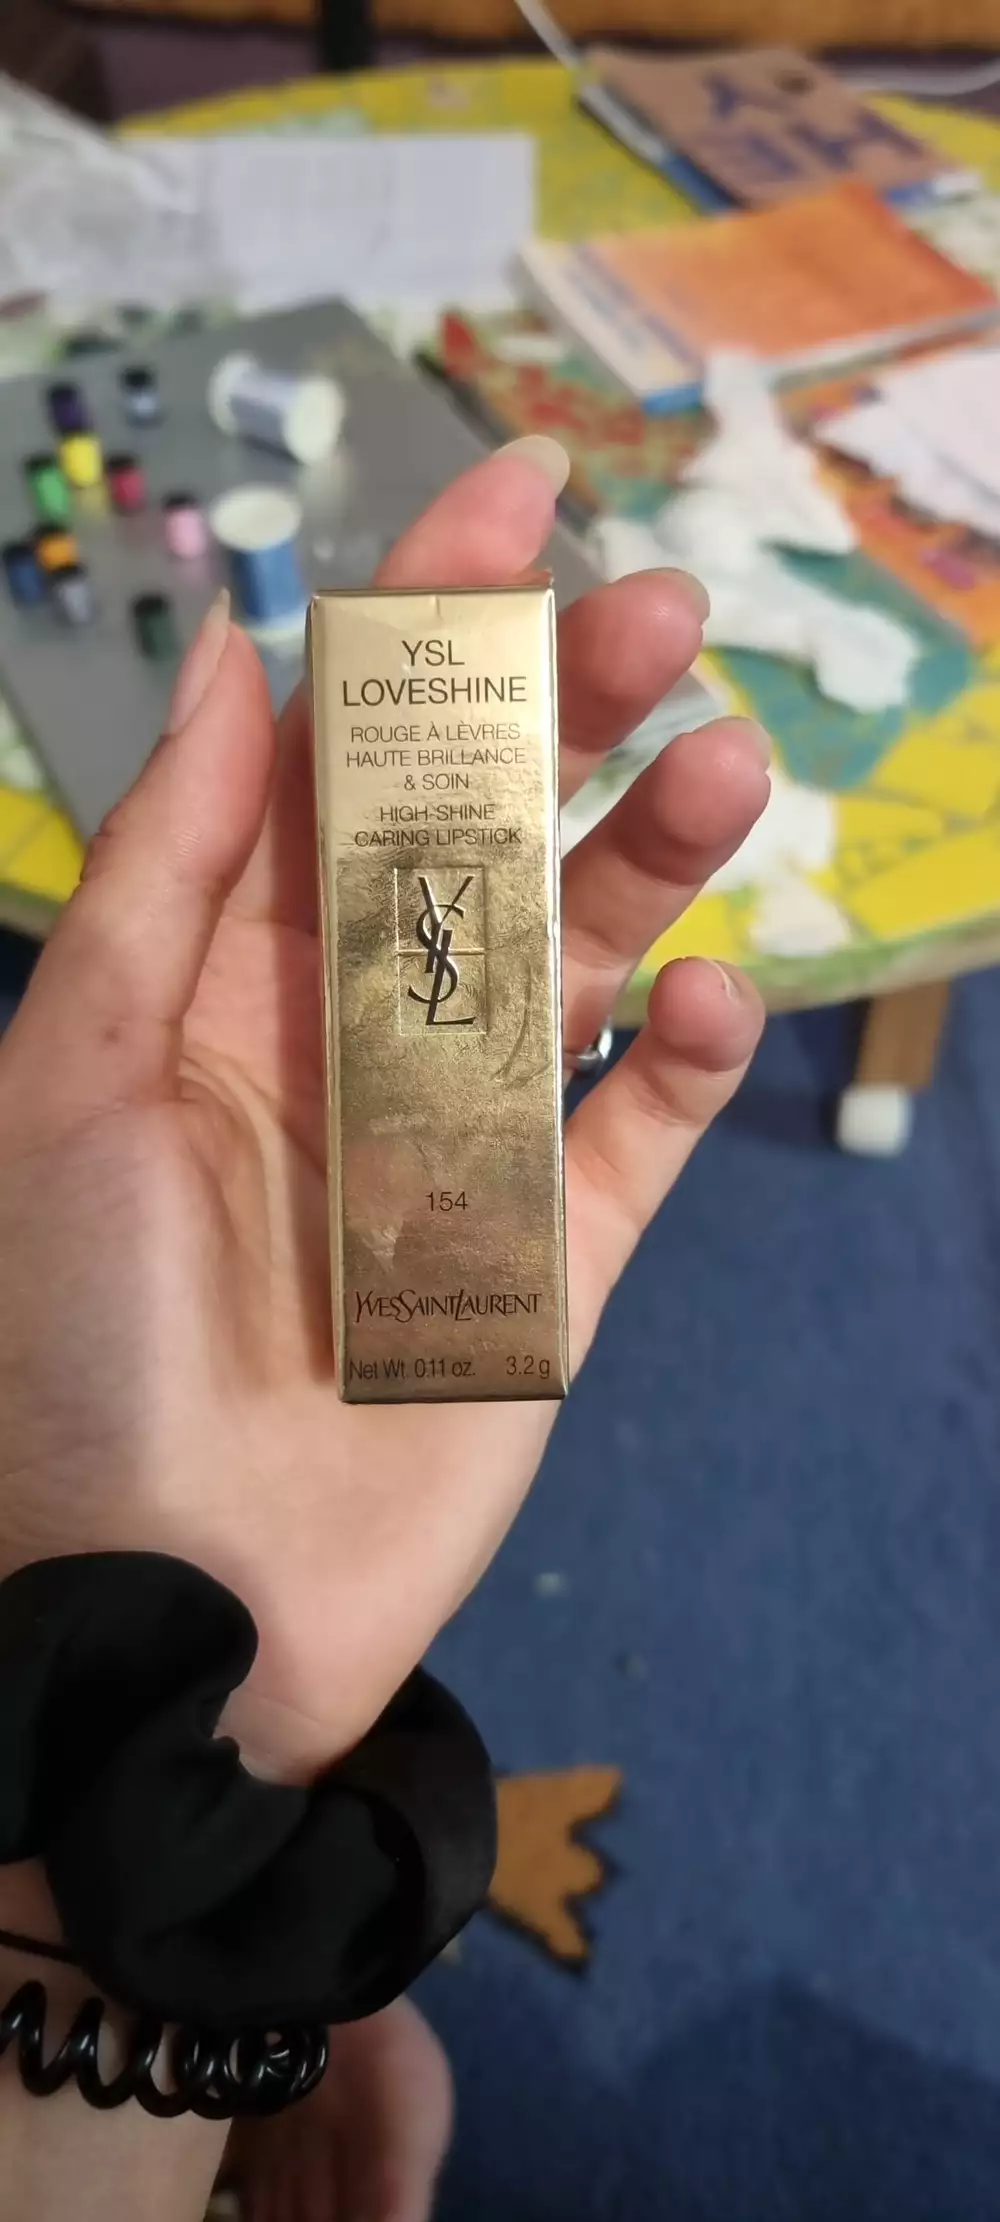 YSL
LOVESHINE
ROUGE À LÈVRES
HAUTE BRILLANCE
& SOIN
HIGH-SHINE
CARING LIPSTICK
YSL
154
YVESSAINTLAURENT
Net Wt. 0.11 oz. 3.2 g